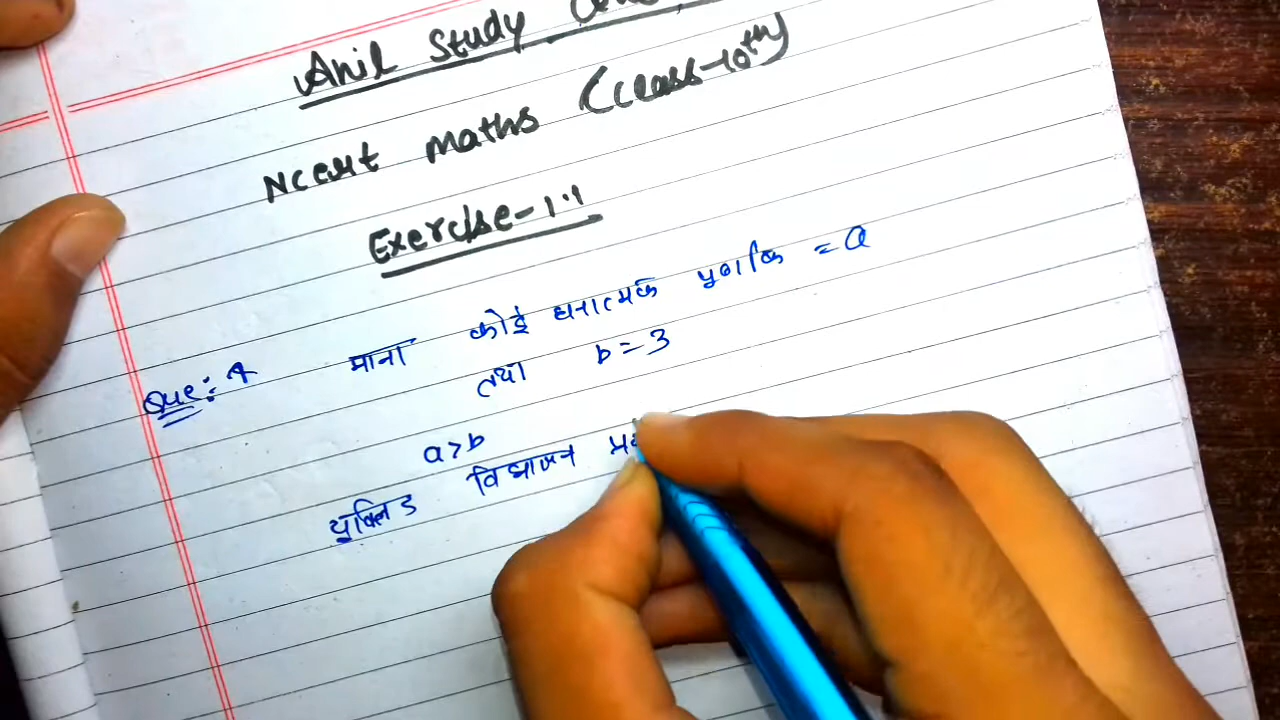 Anil Study
Ncert maths (class-10th)
Exercise-1.1
Que:4 माना कोई धनात्मक पूर्णांक = a
तथा b = 3
a>b
युक्लिड विभाजन